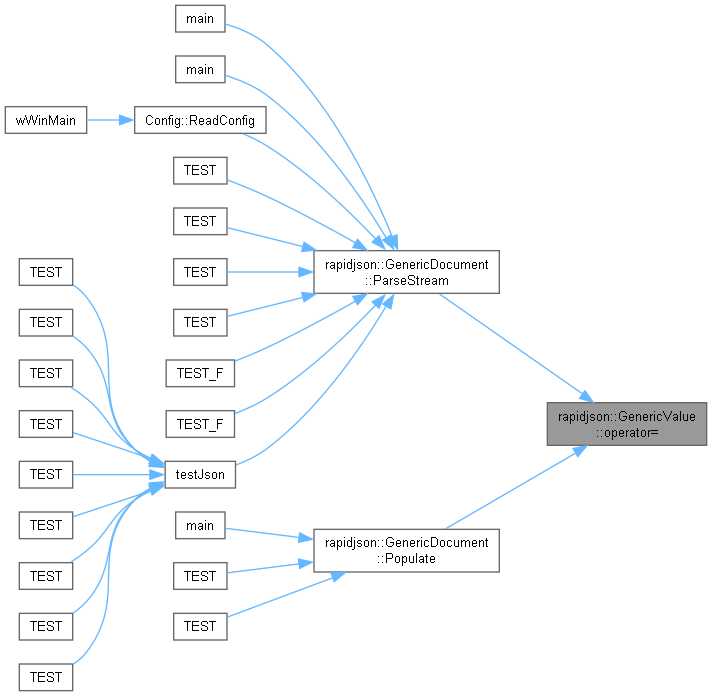 main
main
wWinMain
Config::ReadConfig
TEST
TEST
TEST
TEST
TEST_F
TEST_F
rapidjson::GenericDocument
::ParseStream
TEST
TEST
TEST
TEST
TEST
TEST
TEST
TEST
TEST
testJson
main
TEST
TEST
rapidjson::GenericDocument
::Populate
rapidjson::GenericValue
::operator=